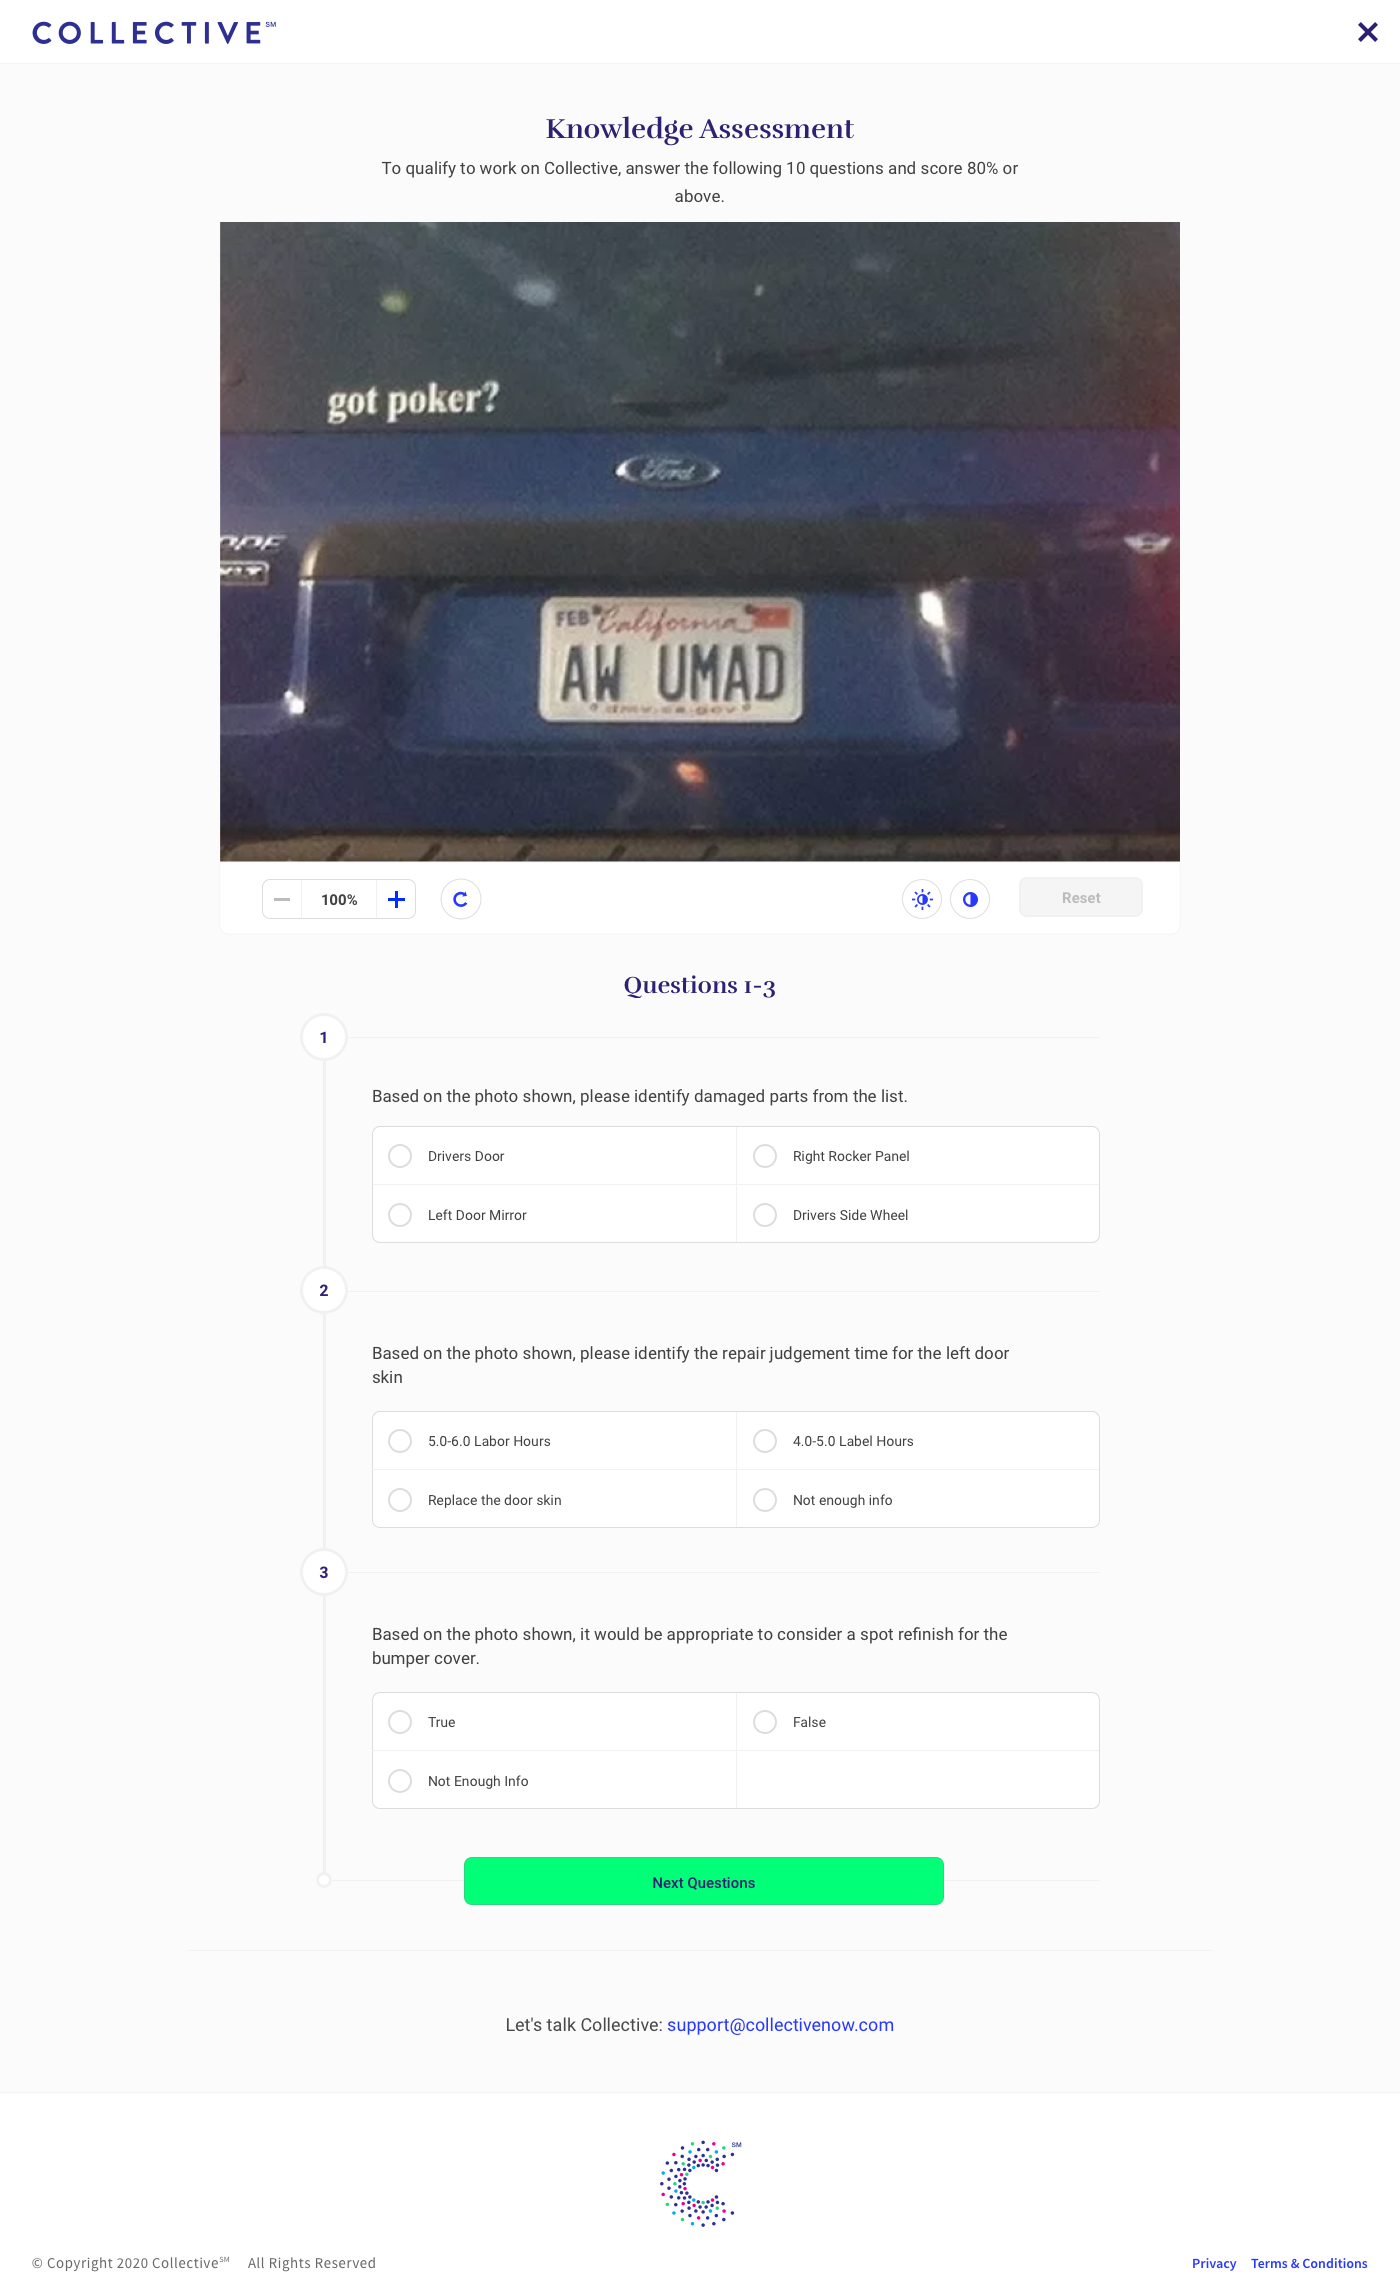 COLLECTIVE℠
Knowledge Assessment
To qualify to work on Collective, answer the following 10 questions and score 80% or
above.
got poker?
Ford
XLT
FEB California
AW UMAD
dmv.ca.gov
100%
Reset
Questions 1-3
1
Based on the photo shown, please identify damaged parts from the list.
Drivers Door
Right Rocker Panel
Left Door Mirror
Drivers Side Wheel
2
Based on the photo shown, please identify the repair judgement time for the left door
skin
5.0-6.0 Labor Hours
4.0-5.0 Label Hours
Replace the door skin
Not enough info
3
Based on the photo shown, it would be appropriate to consider a spot refinish for the
bumper cover.
True
False
Not Enough Info
Next Questions
Let's talk Collective: support@collectivenow.com
SM
© Copyright 2020 Collective℠ All Rights Reserved
Privacy Terms & Conditions